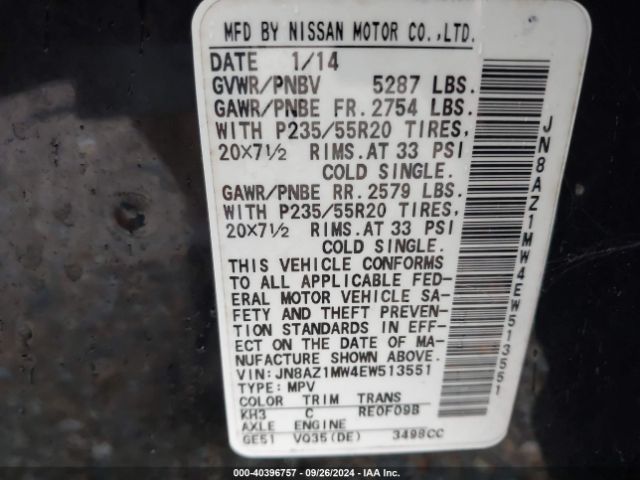 MFD BY NISSAN MOTOR CO.,LTD.
DATE 1/14
GVWR/PNBV 5287 LBS.
GAWR/PNBE FR. 2754 LBS.
WITH P235/55R20 TIRES,
20×7½ RIMS.AT 33 PSI
COLD SINGLE.
GAWR/PNBE RR. 2579 LBS.
WITH P235/55R20 TIRES,
20×7½ RIMS.AT 33 PSI
COLD SINGLE.
THIS VEHICLE CONFORMS
TO ALL APPLICABLE FED-
ERAL MOTOR VEHICLE SA-
FETY AND THEFT PREVEN-
TION STANDARDS IN EFF-
ECT ON THE DATE OF MA-
NUFACTURE SHOWN ABOVE.
VIN:JN8AZ1MW4EW513551
TYPE: MPV
COLOR TRIM TRANS
KH3 C RE0F09B
AXLE ENGINE
GE51 VQ35(DE) 3498CC
JN8AZ1MW4EW513551
000-40396757 - 09/26/2024 - IAA Inc.